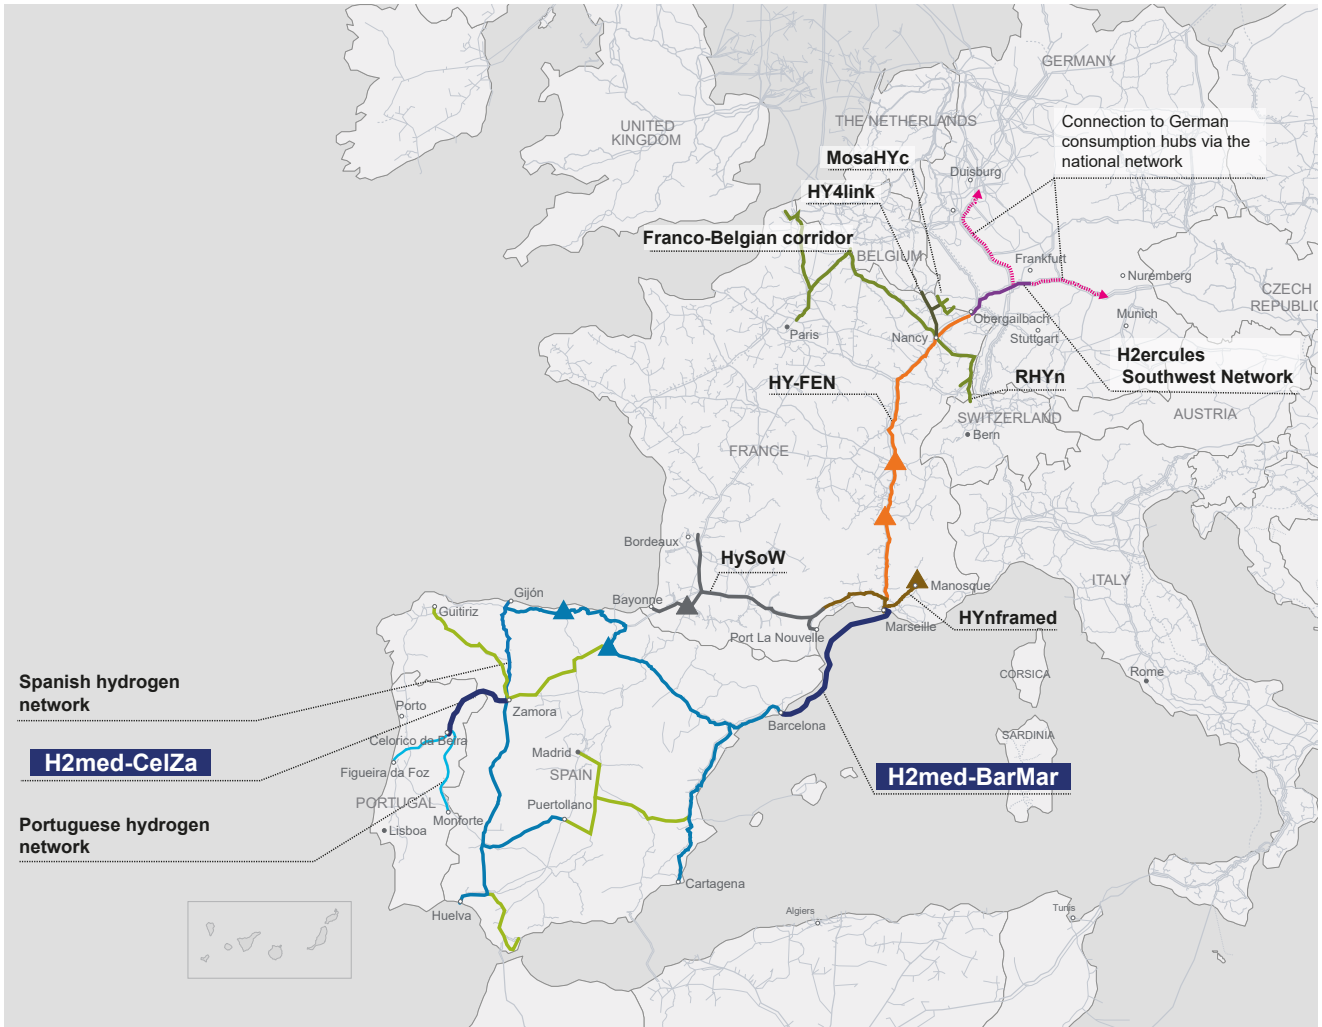 GERMANY
UNITED
KINGDOM
THE NETHERLANDS
Connection to German
consumption hubs via the
national network
MosaHYc
Duisburg
HY4link
Franco-Belgian corridor
BELGIUM
Frankfurt
Nuremberg
CZECH
REPUBLIC
Obergailbach
Munich
Paris
Nancy
Stuttgart
H2ercules
Southwest Network
HY-FEN
RHYn
SWITZERLAND
AUSTRIA
Bern
FRANCE
Bordeaux
HySoW
Manosque
ITALY
Gijón
Bayonne
Guitiriz
Marseille
HYnframed
Port La Nouvelle
CORSICA
Rome
Spanish hydrogen
network
Porto
Zamora
Barcelona
SARDINIA
Celorico da Beira
H2med-CelZa
Madrid
Figueira da Foz
SPAIN
H2med-BarMar
PORTUGAL
Puertollano
Monforte
Portuguese hydrogen
network
Lisboa
Cartagena
Huelva
Algiers
Tunis